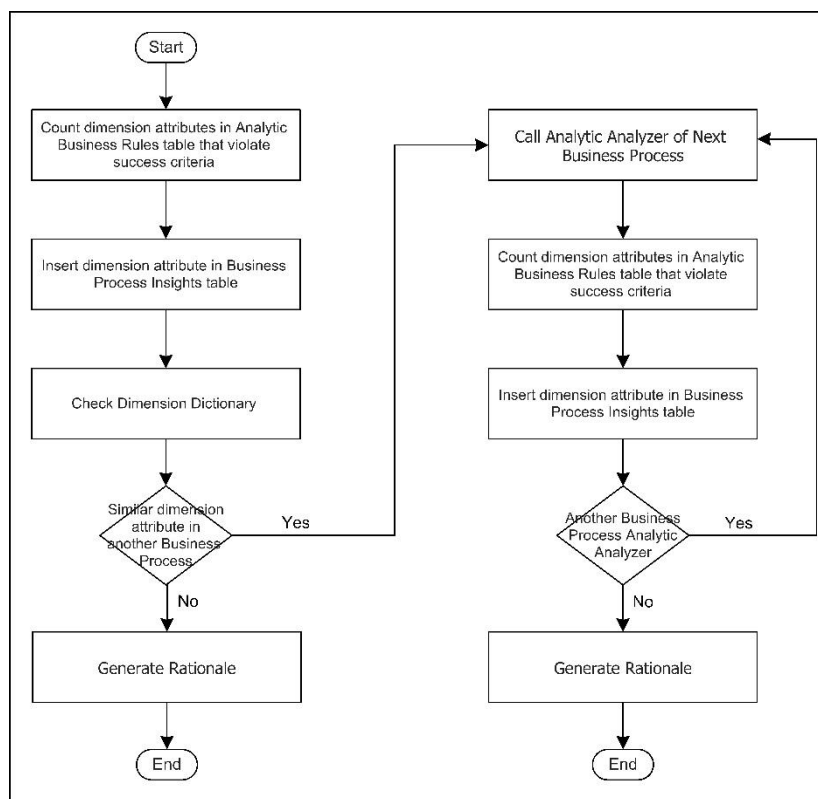 Start
Count dimension attributes in Analytic
Business Rules table that violate
success criteria
Insert dimension attribute in Business
Process Insights table
Check Dimension Dictionary
Similar dimension
attribute in
another Business
Process
Yes
No
Generate Rationale
End
Call Analytic Analyzer of Next
Business Process
Count dimension attributes in Analytic
Business Rules table that violate
success criteria
Insert dimension attribute in Business
Process Insights table
Another Business
Process Analytic
Analyzer
Yes
No
Generate Rationale
End